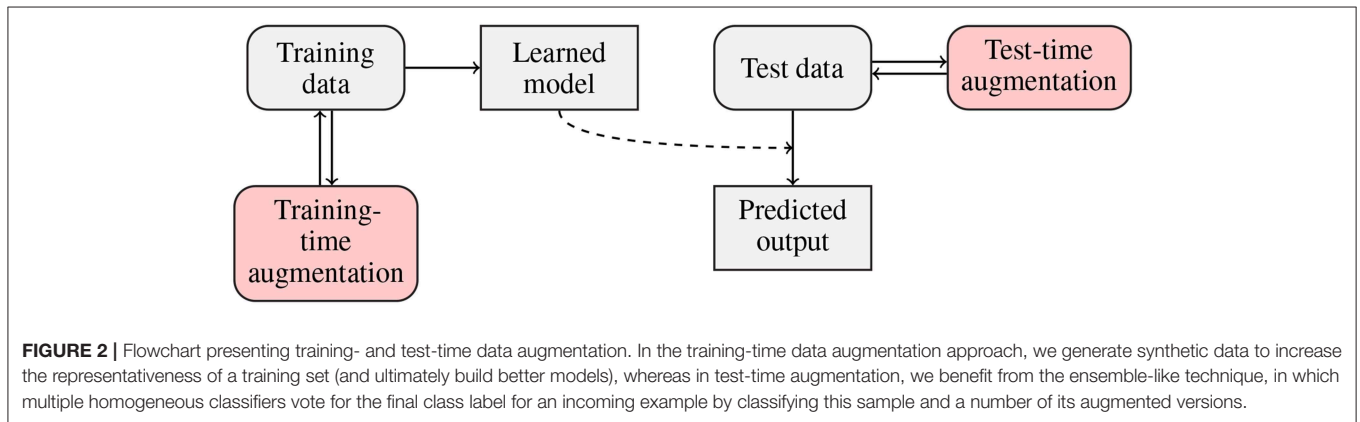 Training
data
Learned
model
Test data
Test-time
augmentation
Training-
time
augmentation
Predicted
output
FIGURE 2 | Flowchart presenting training- and test-time data augmentation. In the training-time data augmentation approach, we generate synthetic data to increase
the representativeness of a training set (and ultimately build better models), whereas in test-time augmentation, we benefit from the ensemble-like technique, in which
multiple homogeneous classifiers vote for the final class label for an incoming example by classifying this sample and a number of its augmented versions.